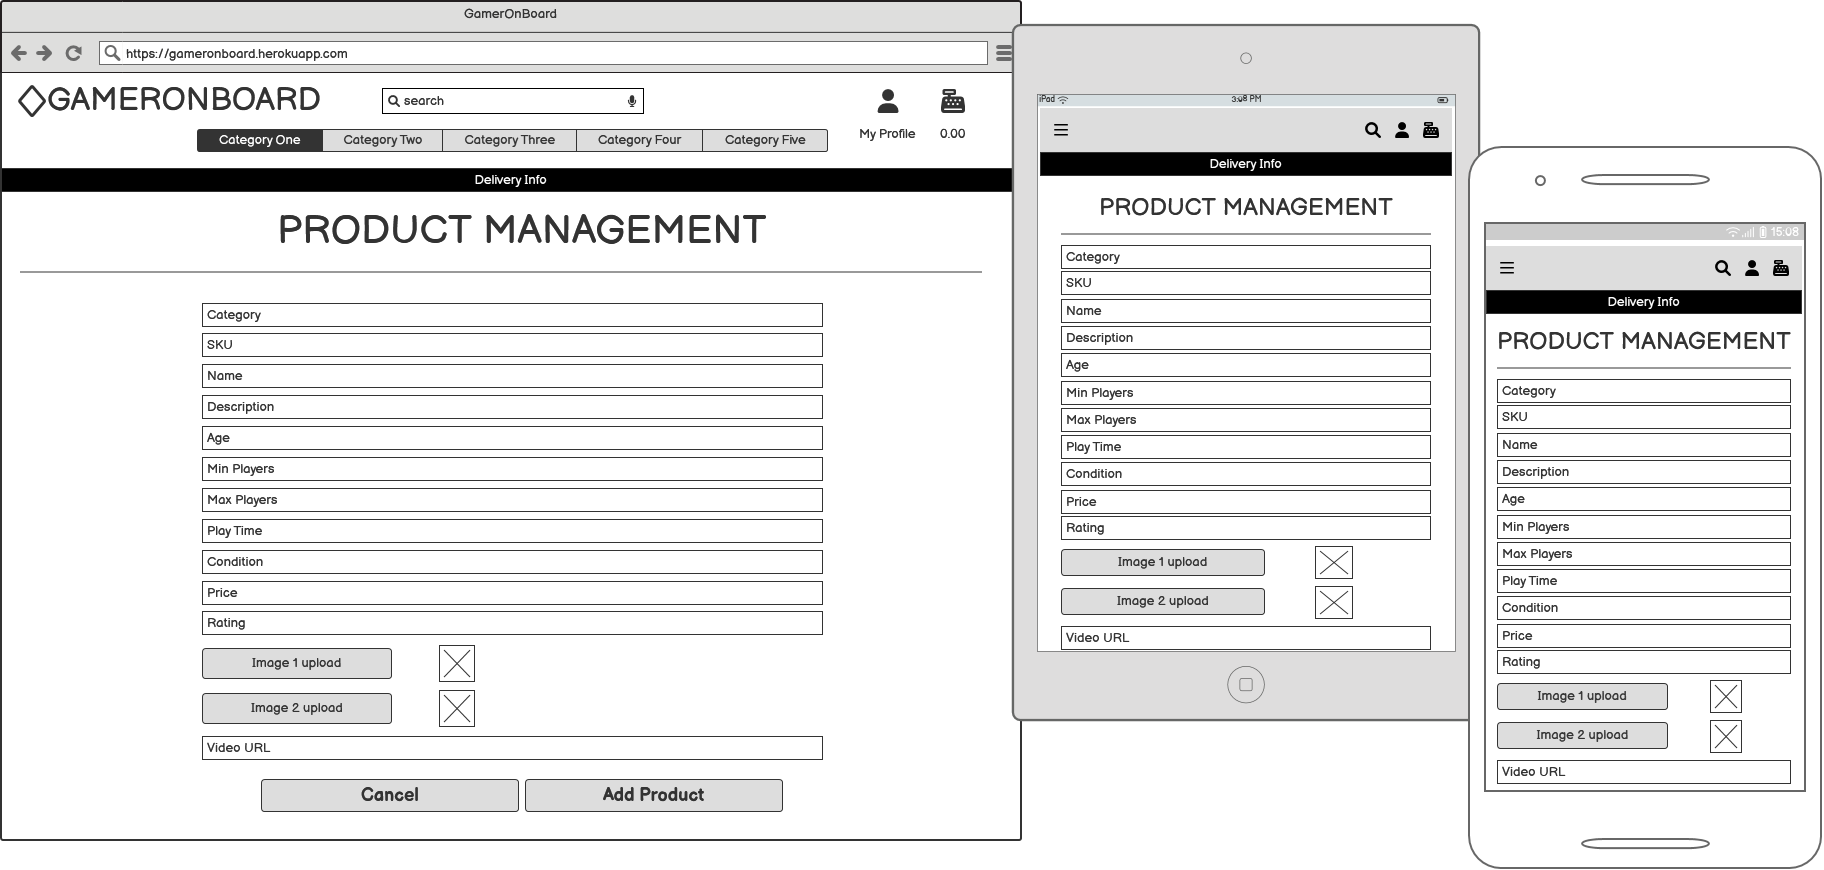 GamerOnBoard
https://gameronboard.herokuapp.com
GAMERONBOARD
search
My Profile
0.00
Category One
Category Two
Category Three
Category Four
Category Five
Delivery Info
PRODUCT MANAGEMENT
Category
SKU
Name
Description
Age
Min Players
Max Players
Play Time
Condition
Price
Rating
Image 1 upload
Image 2 upload
Video URL
Cancel
Add Product
iPad
3:08 PM
Delivery Info
PRODUCT MANAGEMENT
Category
SKU
Name
Description
Age
Min Players
Max Players
Play Time
Condition
Price
Rating
Image 1 upload
Image 2 upload
Video URL
15:08
Delivery Info
PRODUCT MANAGEMENT
Category
SKU
Name
Description
Age
Min Players
Max Players
Play Time
Condition
Price
Rating
Image 1 upload
Image 2 upload
Video URL